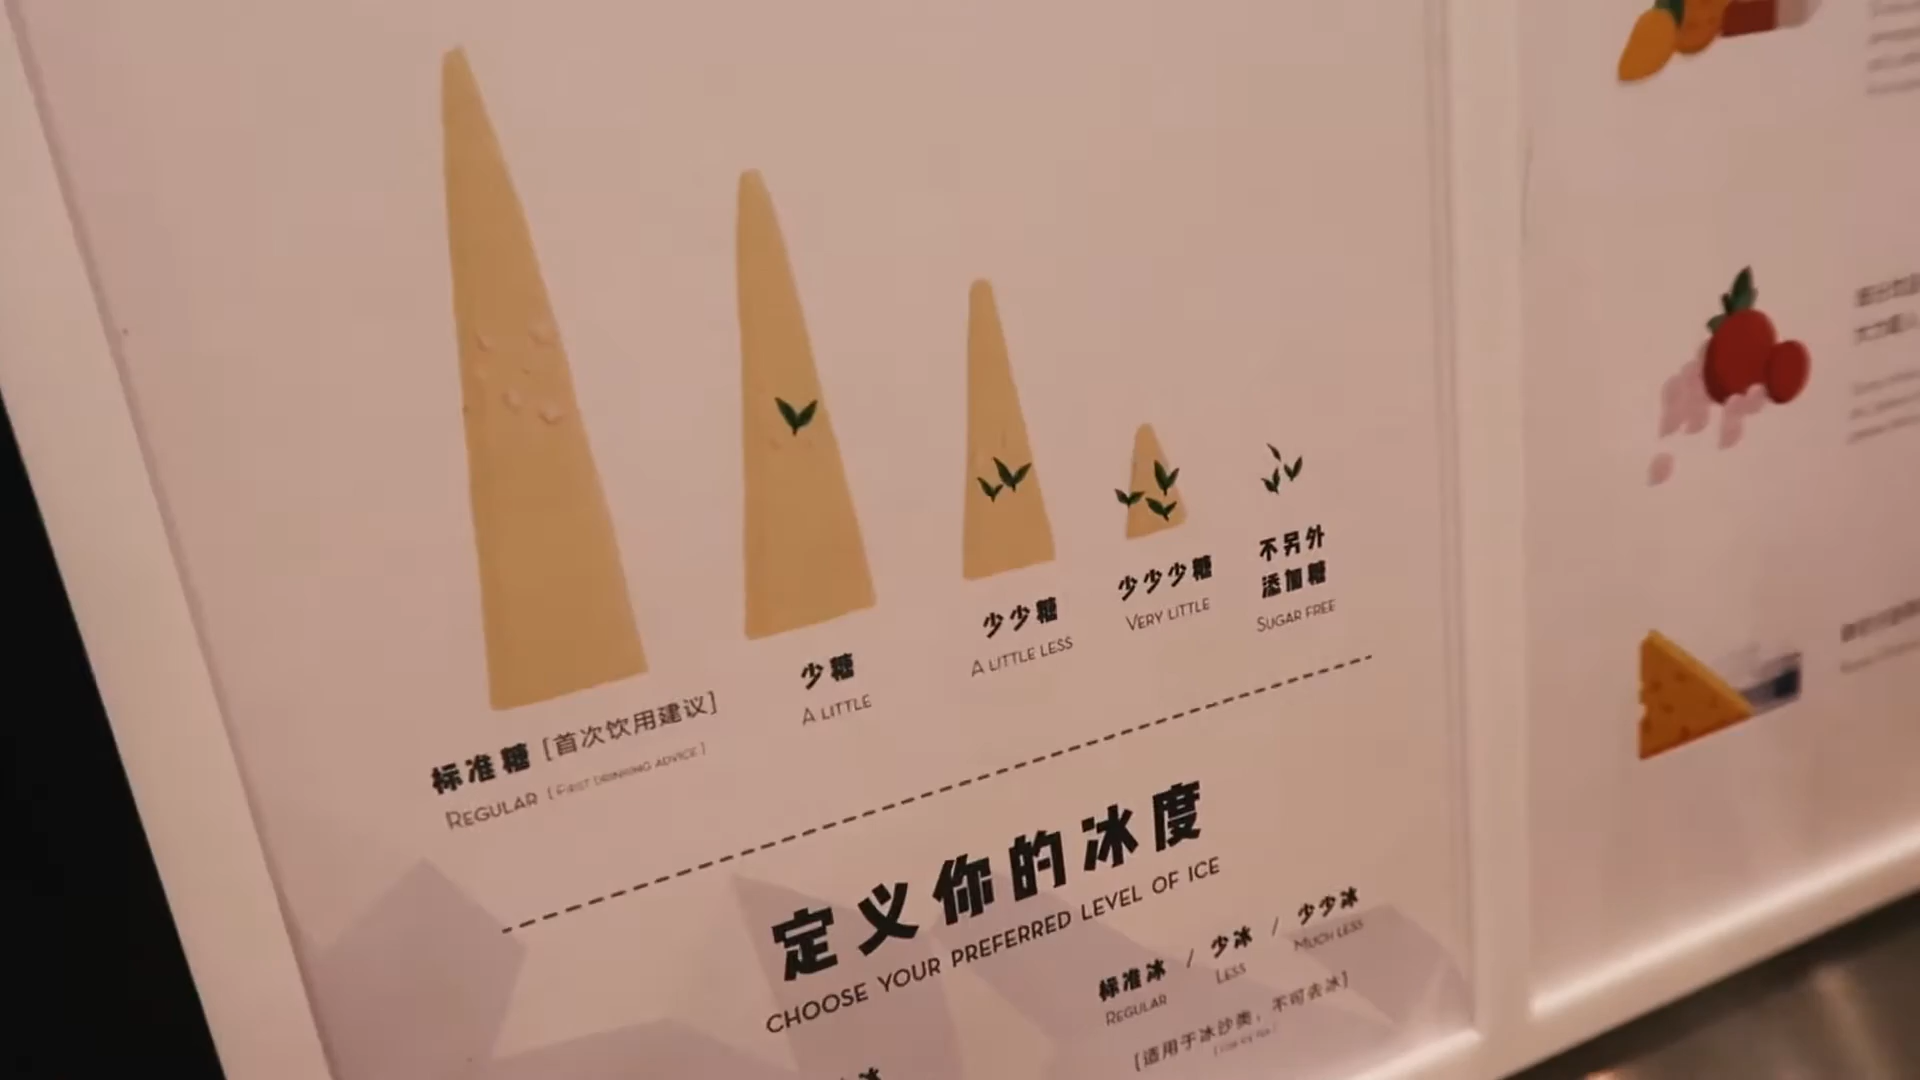 标准糖 [首次饮用建议]
REGULAR [FIRST DRINKING ADVICE]
少糖
A LITTLE
少少糖
A LITTLE LESS
少少少糖
VERY LITTLE
不另外
添加糖
SUGAR FREE
定义你的冰度
CHOOSE YOUR PREFERRED LEVEL OF ICE
标准冰 / 少冰 / 少少冰
REGULAR LESS MUCH LESS
[适用于冰沙类，不可去冰]